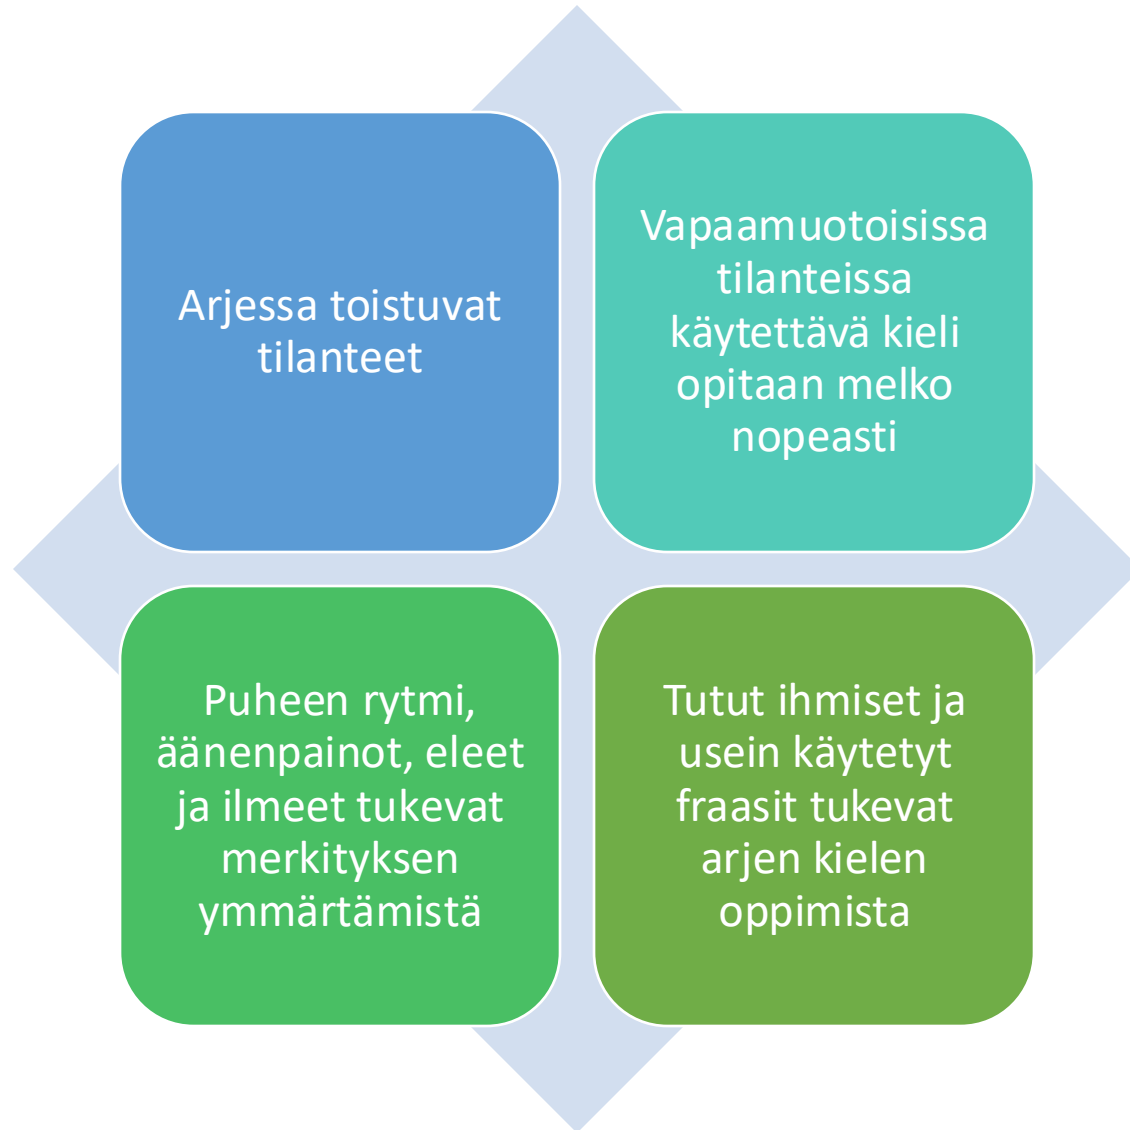 Arjessa toistuvat
tilanteet
Vapaamuotoisissa
tilanteissa
käytettävä kieli
opitaan melko
nopeasti
Puheen rytmi,
äänenpainot, eleet
ja ilmeet tukevat
merkityksen
ymmärtämistä
Tutut ihmiset ja
usein käytetyt
fraasit tukevat
arjen kielen
oppimista